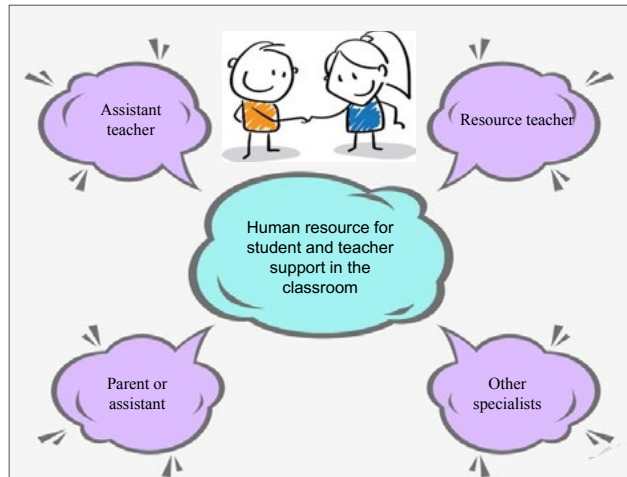 Assistant
teacher
Resource teacher
Human resource for
student and teacher
support in the
classroom
Parent or
assistant
Other
specialists